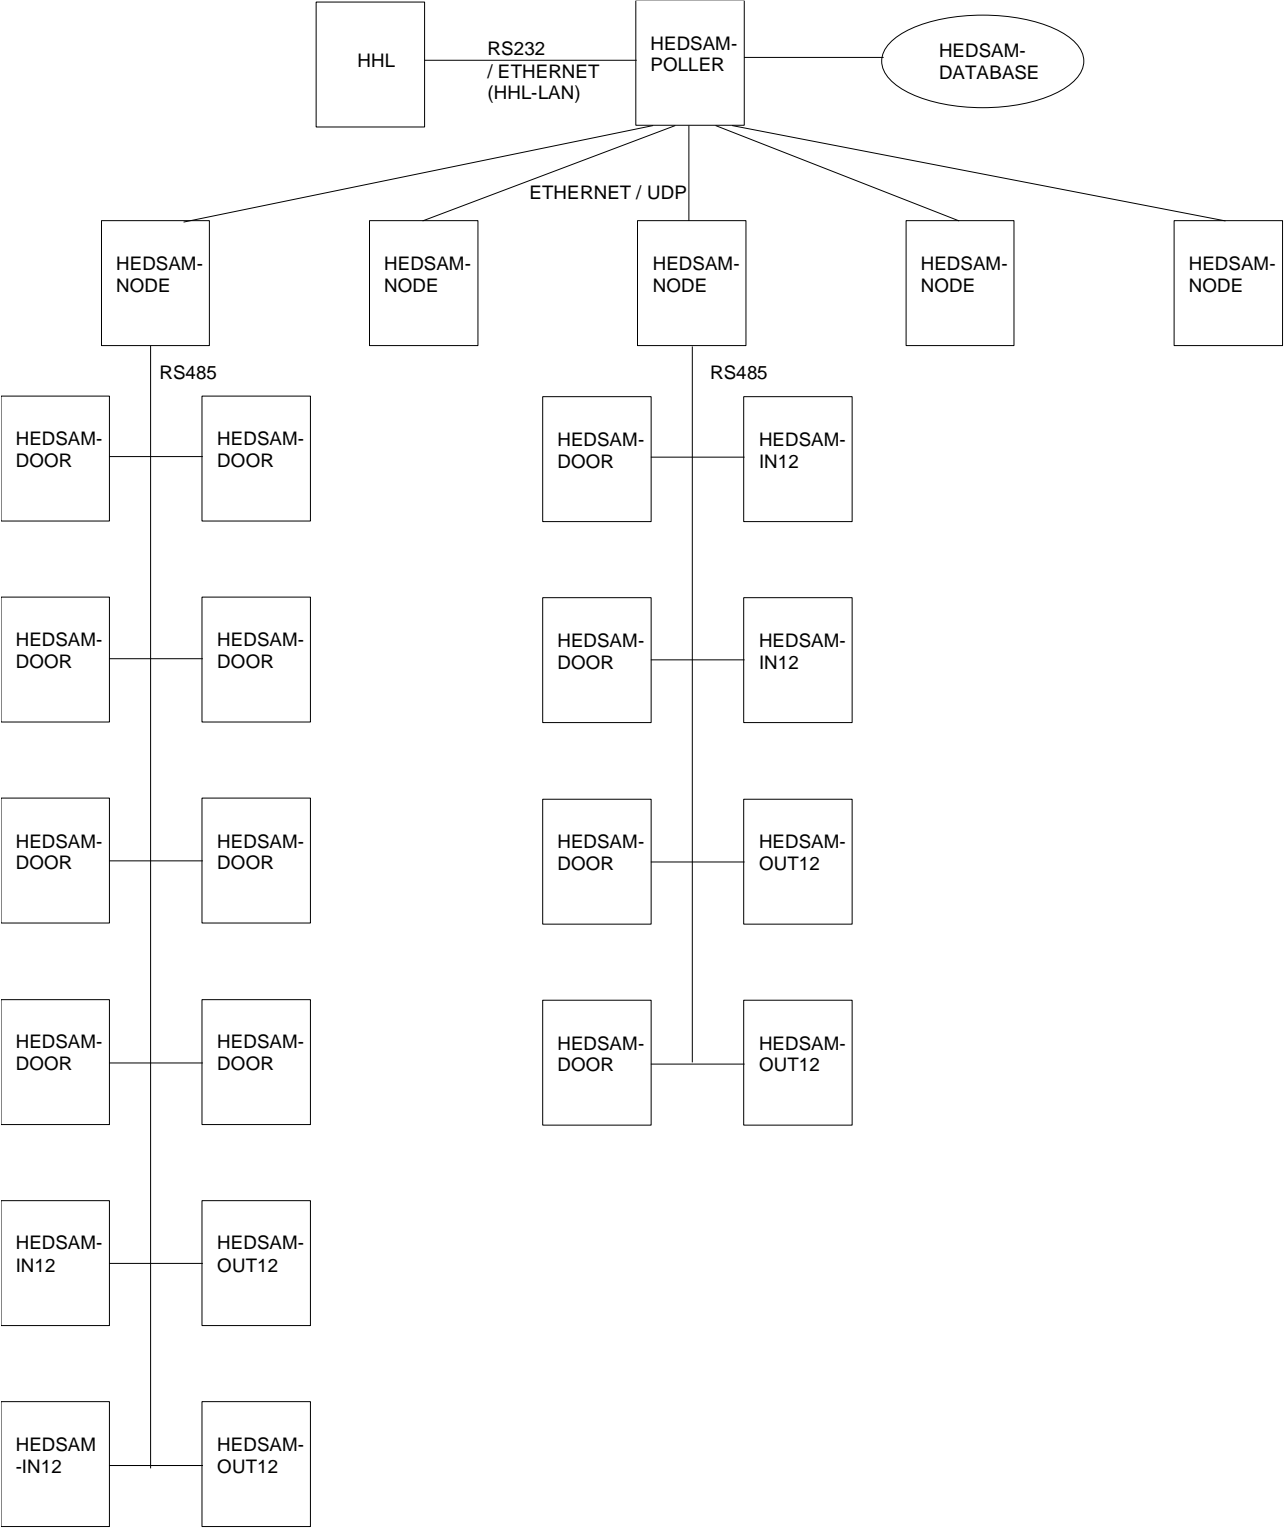 HHL
RS232
/ ETHERNET
(HHL-LAN)
HEDSAM-
POLLER
HEDSAM-
DATABASE
ETHERNET / UDP
HEDSAM-
NODE
HEDSAM-
NODE
HEDSAM-
NODE
HEDSAM-
NODE
HEDSAM-
NODE
RS485
RS485
HEDSAM-
DOOR
HEDSAM-
DOOR
HEDSAM-
DOOR
HEDSAM-
IN12
HEDSAM-
DOOR
HEDSAM-
DOOR
HEDSAM-
DOOR
HEDSAM-
IN12
HEDSAM-
DOOR
HEDSAM-
DOOR
HEDSAM-
DOOR
HEDSAM-
OUT12
HEDSAM-
DOOR
HEDSAM-
DOOR
HEDSAM-
DOOR
HEDSAM-
OUT12
HEDSAM-
IN12
HEDSAM-
OUT12
HEDSAM
-IN12
HEDSAM-
OUT12